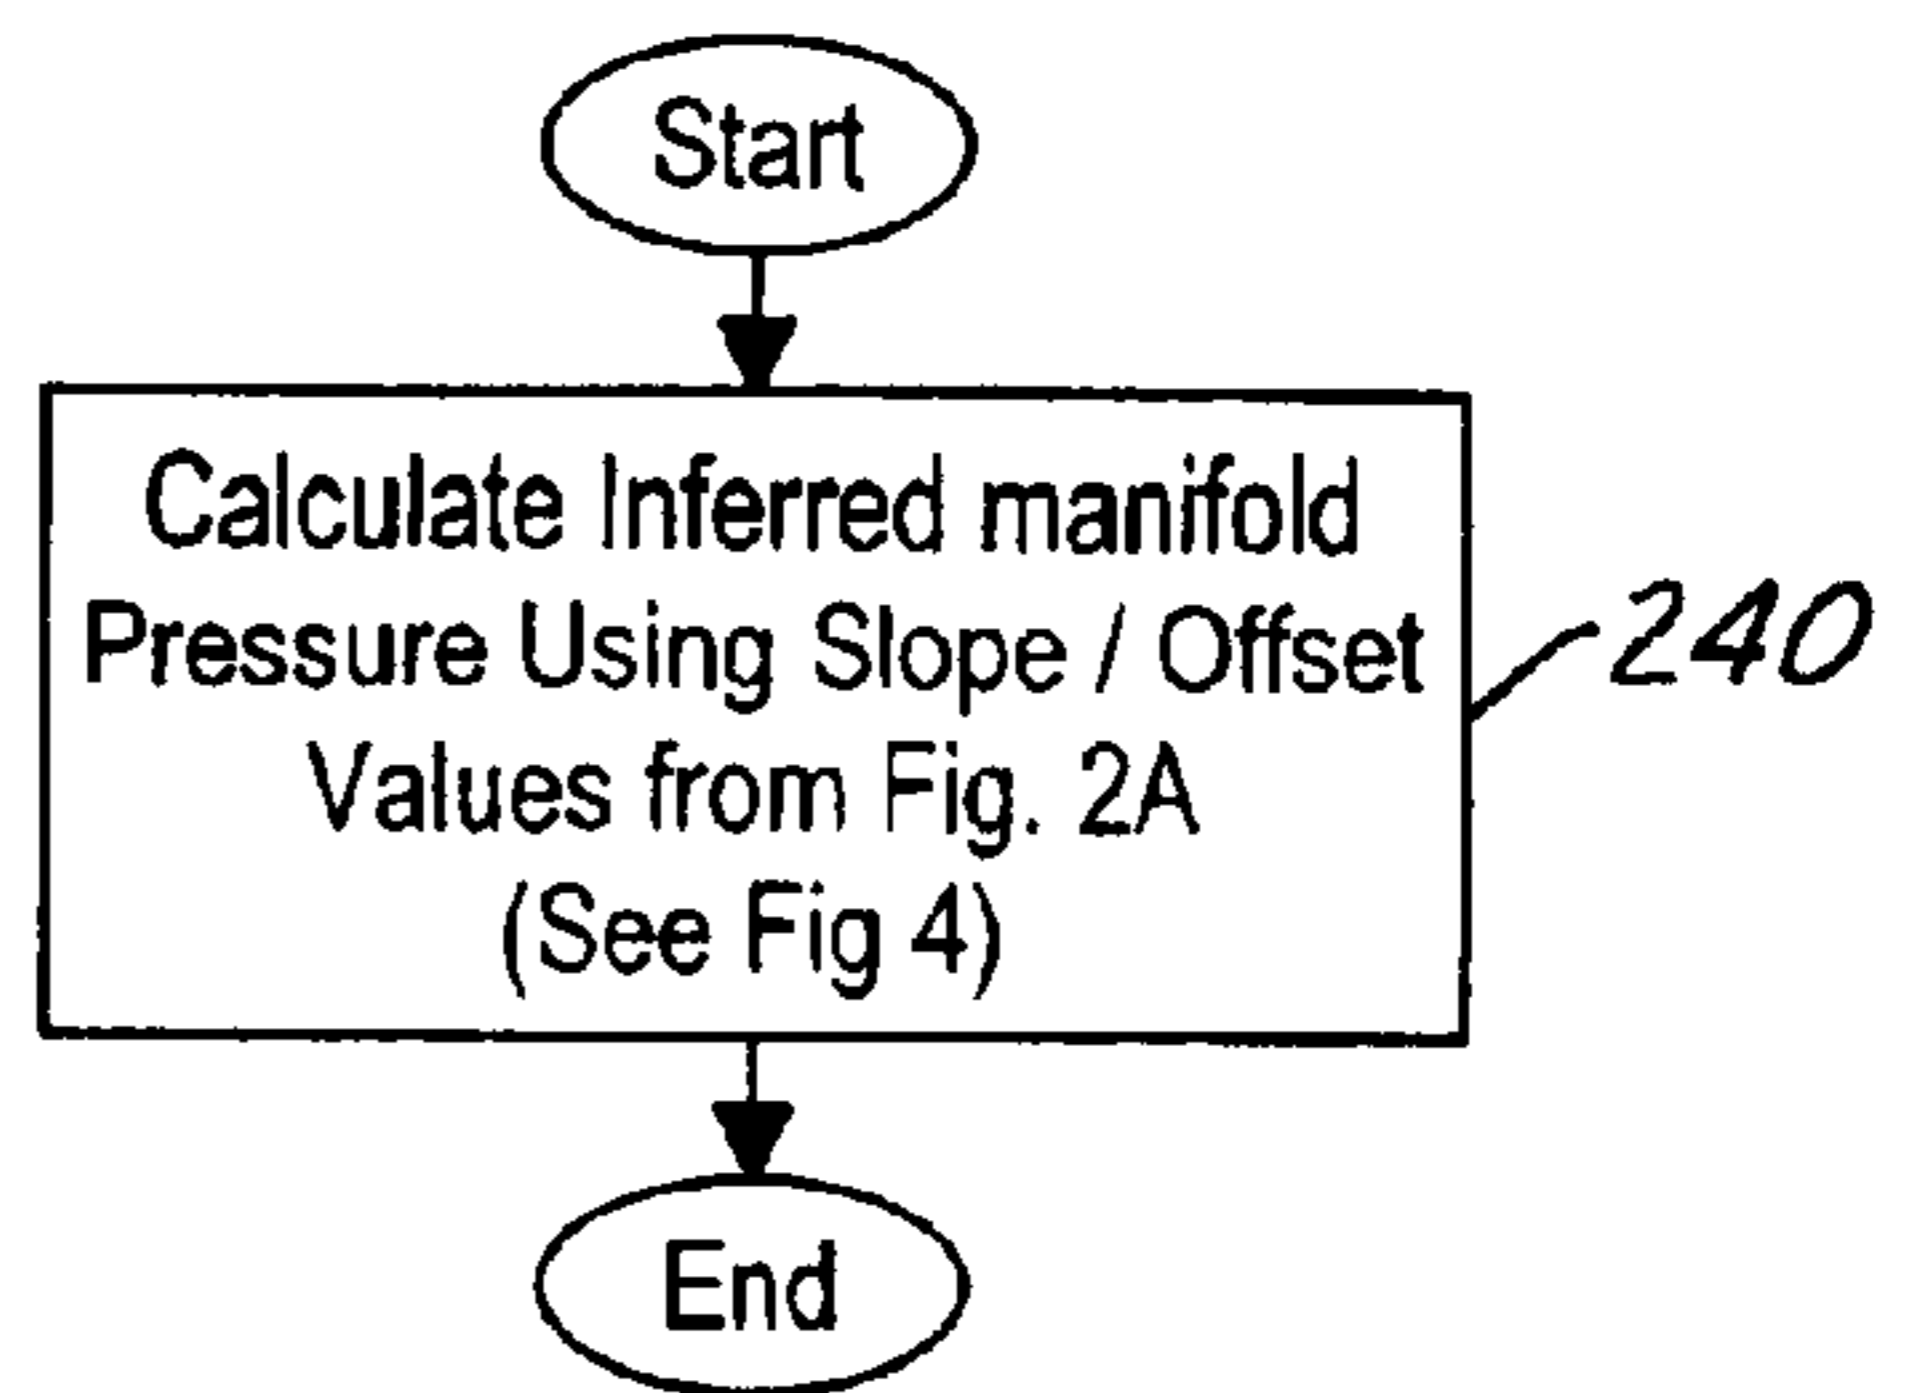 Start
Calculate Inferred manifold
Pressure Using Slope / Offset
240
Values from Fig. 2A
(See Fig 4)
End